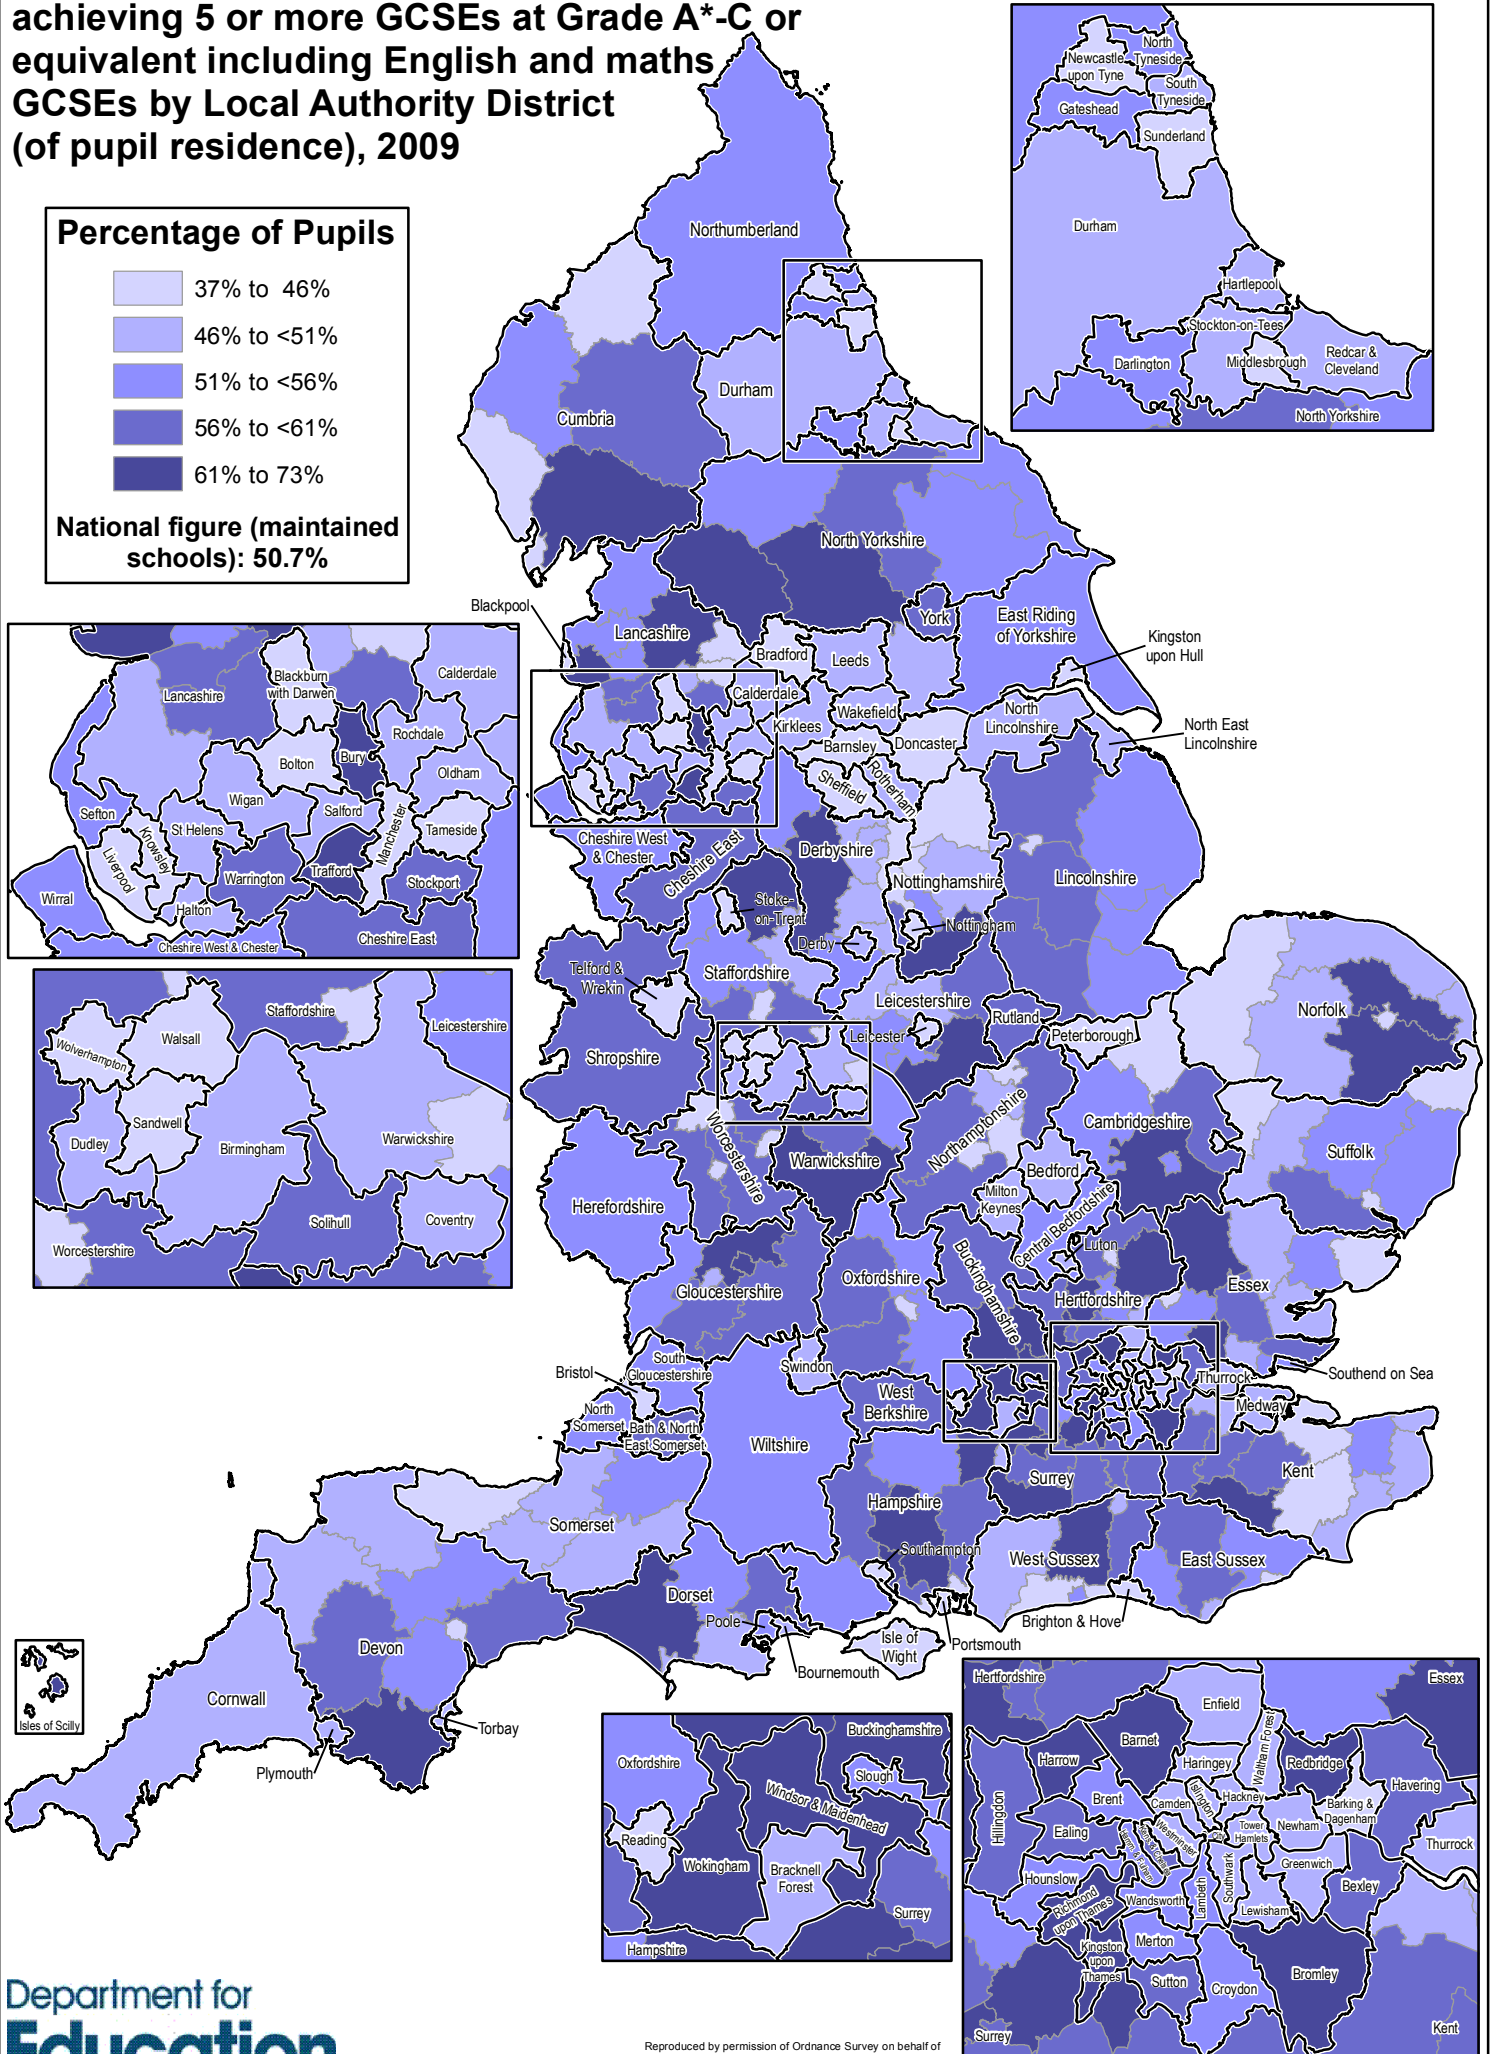 achieving 5 or more GCSEs at Grade A*-C or
equivalent including English and maths
GCSEs by Local Authority District
(of pupil residence), 2009
Percentage of Pupils
37% to 46%
46% to <51%
51% to <56%
56% to <61%
61% to 73%
National figure (maintained
schools): 50.7%
Newcastle
upon Tyne
North
Tyneside
South
Tyneside
Gateshead
Sunderland
Durham
Hartlepool
Stockton-on-Tees
Darlington
Middlesbrough
Redcar &
Cleveland
North Yorkshire
Northumberland
Durham
Cumbria
North Yorkshire
Blackpool
Lancashire
York
East Riding
of Yorkshire
Kingston
upon Hull
Bradford
Leeds
Calderdale
Kirklees
Wakefield
North
Lincolnshire
North East
Lincolnshire
Barnsley
Doncaster
Sheffield
Rotherham
Cheshire West
& Chester
Cheshire East
Derbyshire
Nottinghamshire
Lincolnshire
Stoke-
on-Trent
Nottingham
Derby
Telford &
Wrekin
Staffordshire
Leicestershire
Rutland
Leicester
Peterborough
Norfolk
Shropshire
Worcestershire
Warwickshire
Northamptonshire
Cambridgeshire
Suffolk
Bedford
Milton
Keynes
Central Bedfordshire
Luton
Herefordshire
Gloucestershire
Oxfordshire
Buckinghamshire
Hertfordshire
Essex
South
Gloucestershire
Bristol
Swindon
North
Somerset
Bath & North
East Somerset
West
Berkshire
Wiltshire
Thurrock
Southend on Sea
Medway
Kent
Surrey
Hampshire
Somerset
Southampton
West Sussex
East Sussex
Dorset
Poole
Bournemouth
Isle of
Wight
Portsmouth
Brighton & Hove
Devon
Cornwall
Torbay
Plymouth
Isles of Scilly
Lancashire
Blackburn
with Darwen
Calderdale
Rochdale
Bury
Bolton
Oldham
Wigan
Salford
Sefton
St Helens
Knowsley
Liverpool
Manchester
Tameside
Trafford
Warrington
Stockport
Wirral
Halton
Cheshire West & Chester
Cheshire East
Staffordshire
Walsall
Wolverhampton
Leicestershire
Sandwell
Dudley
Birmingham
Warwickshire
Solihull
Coventry
Worcestershire
Buckinghamshire
Oxfordshire
Slough
Windsor & Maidenhead
Reading
Wokingham
Bracknell
Forest
Surrey
Hampshire
Hertfordshire
Essex
Enfield
Barnet
Harrow
Haringey
Waltham Forest
Redbridge
Havering
Brent
Camden
Islington
Hackney
Barking &
Dagenham
Hillingdon
Ealing
Westminster
Tower
Hamlets
Newham
Thurrock
Hounslow
Greenwich
Bexley
Richmond
upon Thames
Wandsworth
Lambeth
Southwark
Lewisham
Kingston
upon
Thames
Merton
Sutton
Croydon
Bromley
Surrey
Kent
Department for
Education
Reproduced by permission of Ordnance Survey on behalf of